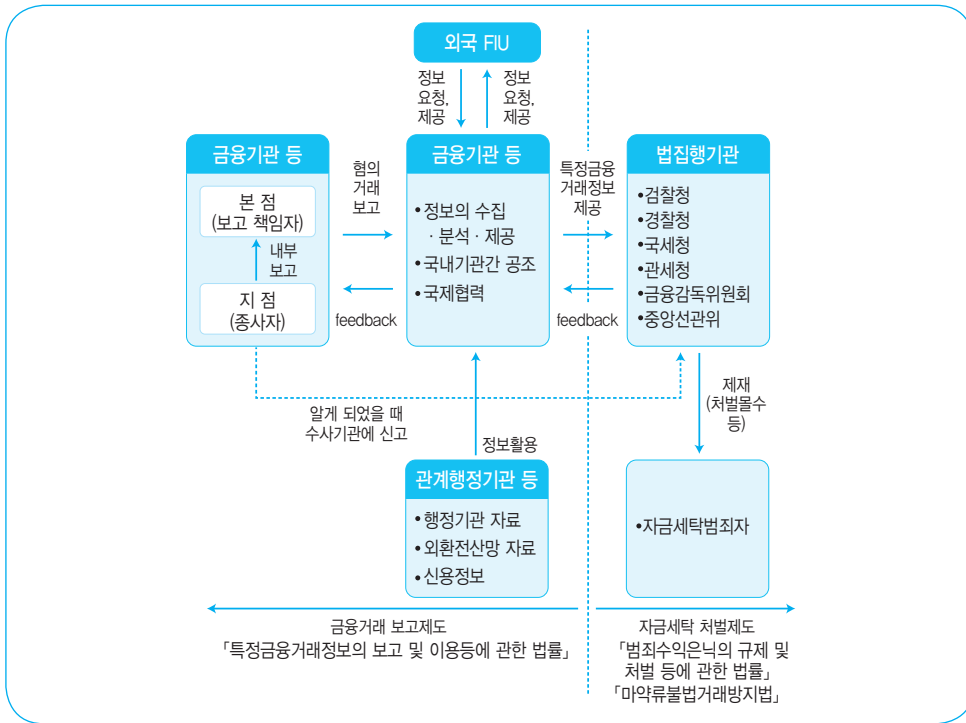 외국 FIU
정보
요청,
제공
정보
요청,
제공
금융기관 등
본 점
(보고 책임자)
내부
보고
지 점
(종사자)
혐의
거래
보고
feedback
금융기관 등
•정보의 수집
·분석·제공
•국내기관간 공조
•국제협력
특정금융
거래정보
제공
feedback
법집행기관
•검찰청
•경찰청
•국세청
•관세청
•금융감독위원회
•중앙선관위
알게 되었을 때
수사기관에 신고
정보활용
제재
(처벌몰수
등)
관계행정기관 등
•행정기관 자료
•외환전산망 자료
•신용정보
•자금세탁범죄자
금융거래 보고제도
「특정금융거래정보의 보고 및 이용등에 관한 법률」
자금세탁 처벌제도
「범죄수익은닉의 규제 및
처벌 등에 관한 법률」
「마약류불법거래방지법」